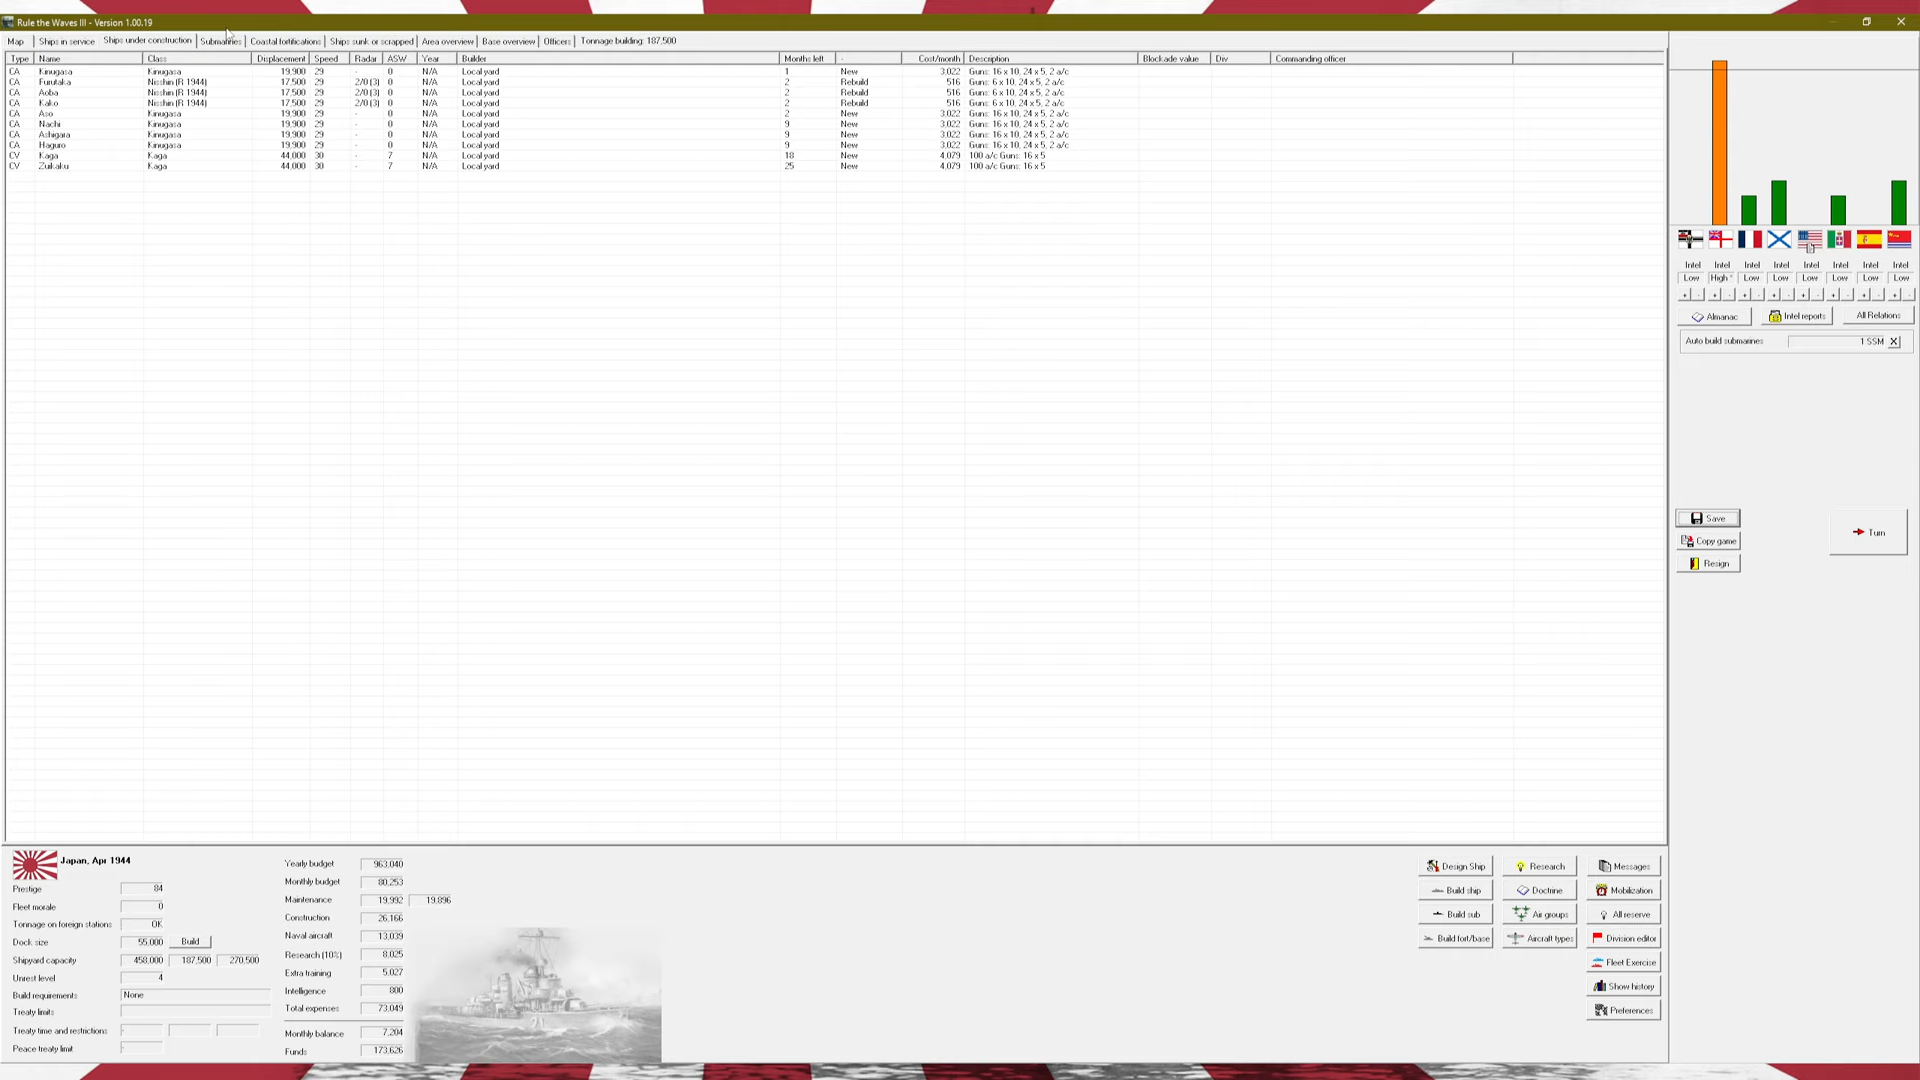 Rule the Waves III - Version 1.00.19
Map Ships in service Ships under construction Submarines Coastal fortifications Ships sunk or scrapped Area overview Base overview Officers Tonnage building: 187,500
Type Name Class Displacement Speed Radar ASW Year Builder Months left - Cost/month Description Blockade value Div Commanding officer
CA Kinugasa Kinugasa 19,900 29 - 0 N/A Local yard 1 New 3,022 Guns: 16 x 10, 24 x 5, 2 a/c
CA Furutaka Nisshin (R 1944) 17,500 29 2/0 (3) 0 N/A Local yard 2 Rebuild 516 Guns: 6 x 10, 24 x 5, 2 a/c
CA Aoba Nisshin (R 1944) 17,500 29 2/0 (3) 0 N/A Local yard 2 Rebuild 516 Guns: 6 x 10, 24 x 5, 2 a/c
CA Kako Nisshin (R 1944) 17,500 29 2/0 (3) 0 N/A Local yard 2 Rebuild 516 Guns: 6 x 10, 24 x 5, 2 a/c
CA Aso Kinugasa 19,900 29 - 0 N/A Local yard 2 New 3,022 Guns: 16 x 10, 24 x 5, 2 a/c
CA Nachi Kinugasa 19,900 29 - 0 N/A Local yard 9 New 3,022 Guns: 16 x 10, 24 x 5, 2 a/c
CA Ashigara Kinugasa 19,900 29 - 0 N/A Local yard 9 New 3,022 Guns: 16 x 10, 24 x 5, 2 a/c
CA Haguro Kinugasa 19,900 29 - 0 N/A Local yard 9 New 3,022 Guns: 16 x 10, 24 x 5, 2 a/c
CV Kaga Kaga 44,000 30 - 7 N/A Local yard 18 New 4,079 100 a/c Guns: 16 x 5
CV Zuikaku Kaga 44,000 30 - 7 N/A Local yard 25 New 4,079 100 a/c Guns: 16 x 5
Intel Intel Intel Intel Intel Intel Intel Intel
Low High * Low Low Low Low Low Low
+ - + - + - + - + - + - + - + -
Almanac Intel reports All Relations
Auto build submarines 1 SSM X
Save
Copy game
Resign
Turn
Japan, Apr 1944
Prestige 84
Fleet morale 0
Tonnage on foreign stations OK
Dock size 55,000 Build
Shipyard capacity 458,000 187,500 270,500
Unrest level 4
Build requirements None
Treaty limits
Treaty time and restrictions -
Peace treaty limit -
Yearly budget 963,040
Monthly budget 80,253
Maintenance 19,992 19,896
Construction 26,166
Naval aircraft 13,039
Research (10%) 8,025
Extra training 5,027
Intelligence 800
Total expenses 73,049
Monthly balance 7,204
Funds 173,626
21
Design Ship Research Messages
Build ship Doctrine Mobilization
Build sub Air groups All reserve
Build fort/base Aircraft types Division editor
Fleet Exercise
Show history
Preferences